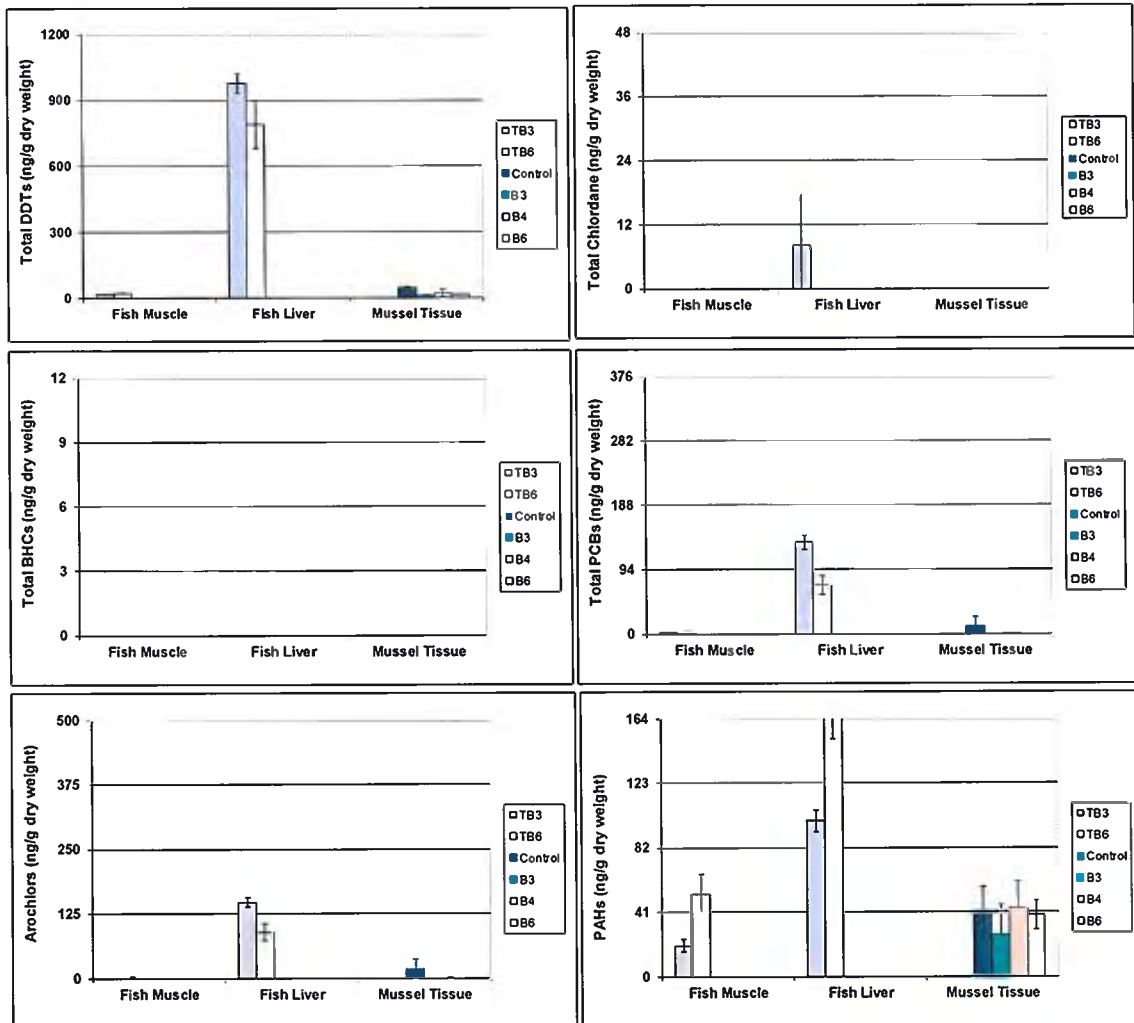 Total DDTs (ng/g dry weight)
1200
900
600
300
0
Fish Muscle Fish Liver Mussel Tissue
TB3
TB6
Control
B3
B4
B6
Total Chlordane (ng/g dry weight)
48
36
24
12
0
Fish Muscle Fish Liver Mussel Tissue
TB3
TB6
Control
B3
B4
B6
Total BHCs (ng/g dry weight)
12
9
6
3
0
Fish Muscle Fish Liver Mussel Tissue
TB3
TB6
Control
B3
B4
B6
Total PCBs (ng/g dry weight)
376
282
188
94
0
Fish Muscle Fish Liver Mussel Tissue
TB3
TB6
Control
B3
B4
B6
Arochlors (ng/g dry weight)
500
375
250
125
0
Fish Muscle Fish Liver Mussel Tissue
TB3
TB6
Control
B3
B4
B6
PAHs (ng/g dry weight)
164
123
82
41
0
Fish Muscle Fish Liver Mussel Tissue
TB3
TB6
Control
B3
B4
B6